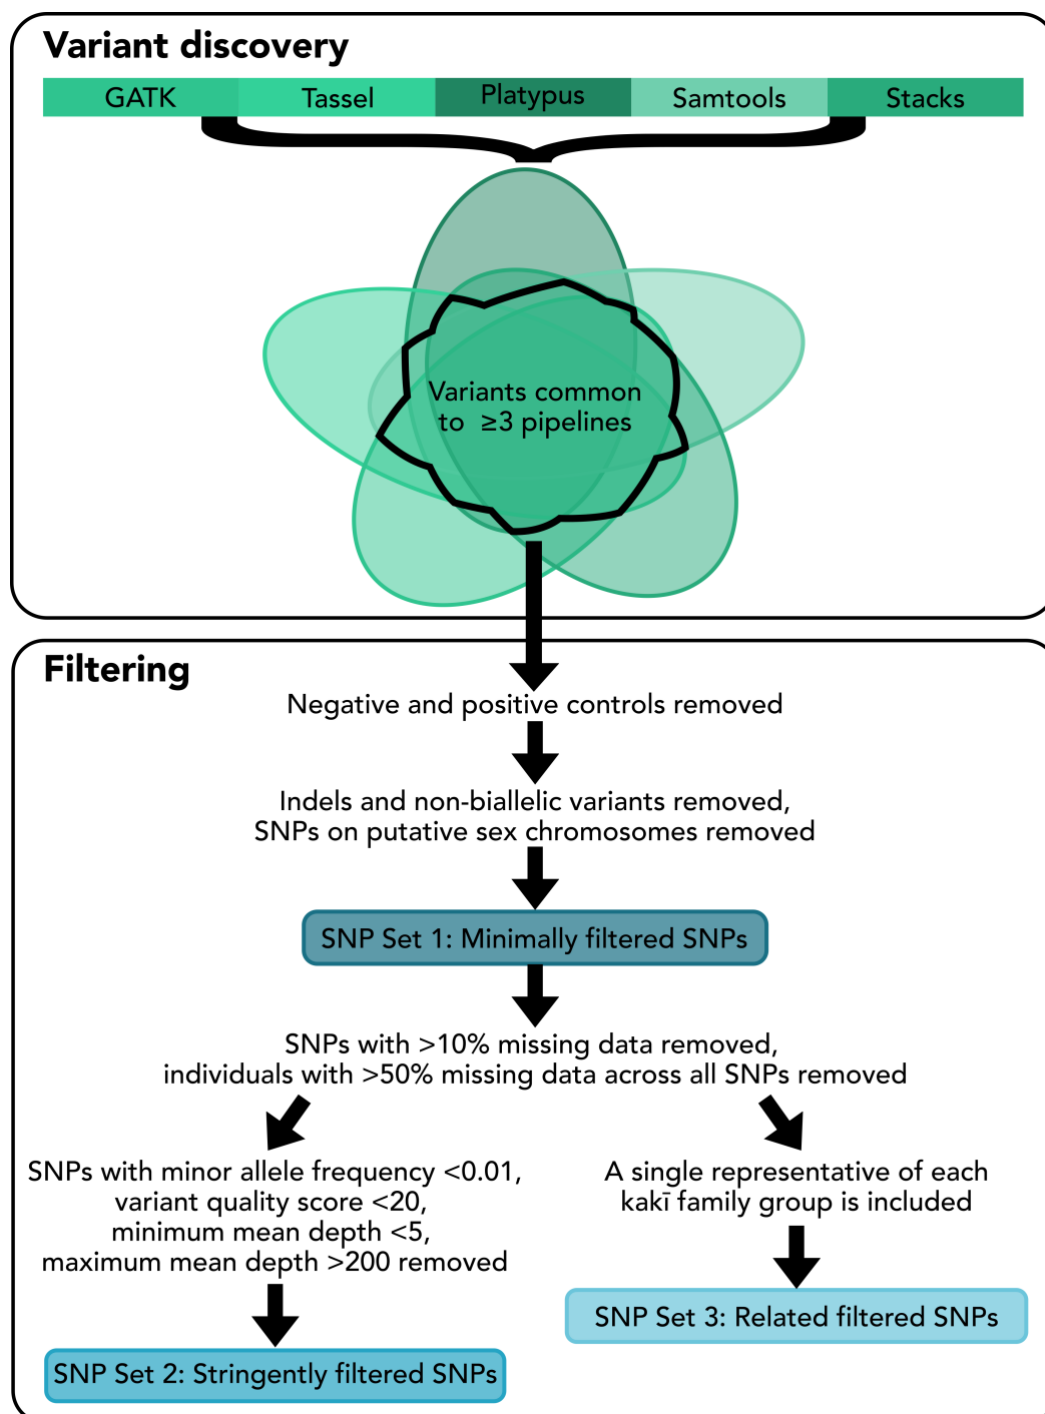 Variant discovery
GATK
Tassel
Platypus
Samtools
Stacks
Variants common
to ≥3 pipelines
Filtering
Negative and positive controls removed
Indels and non-biallelic variants removed,
SNPs on putative sex chromosomes removed
SNP Set 1: Minimally filtered SNPs
SNPs with >10% missing data removed,
individuals with >50% missing data across all SNPs removed
SNPs with minor allele frequency <0.01,
variant quality score <20,
minimum mean depth <5,
maximum mean depth >200 removed
SNP Set 2: Stringently filtered SNPs
A single representative of each
kakī family group is included
SNP Set 3: Related filtered SNPs